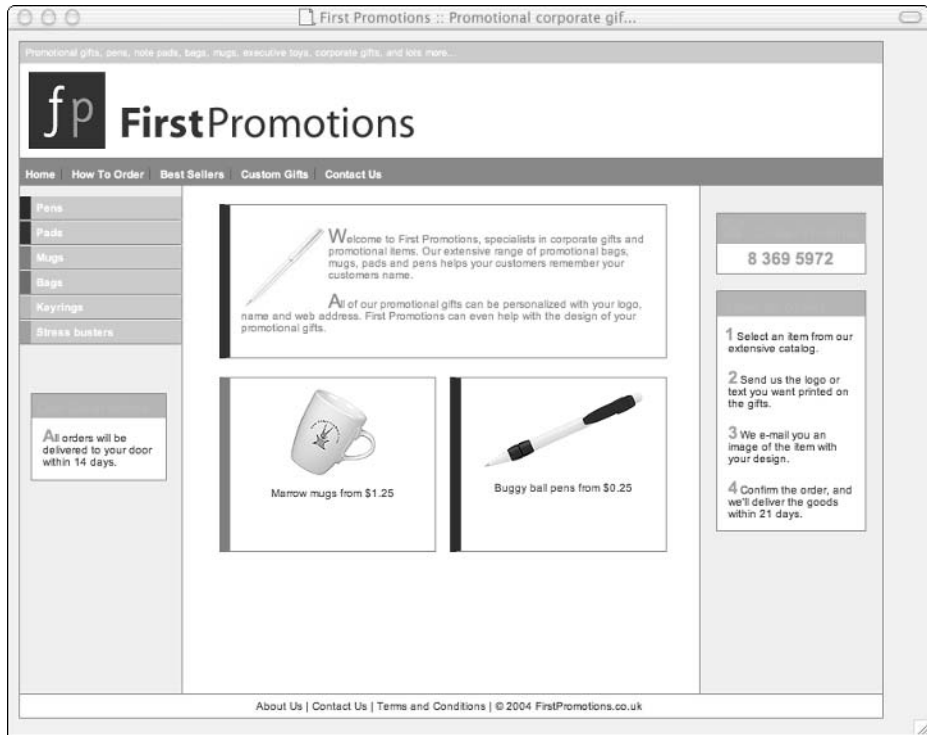 First Promotions :: Promotional corporate gif...
Promotional gifts, pens, note pads, bags, mugs, executive toys, corporate gifts, and lots more...
fp FirstPromotions
Home | How To Order | Best Sellers | Custom Gifts | Contact Us
Pens
Pads
Mugs
Bags
Keyrings
Stress busters
All orders will be
delivered to your door
within 14 days.
Welcome to First Promotions, specialists in corporate gifts and
promotional items. Our extensive range of promotional bags,
mugs, pads and pens helps your customers remember your
customers name.
All of our promotional gifts can be personalized with your logo,
name and web address. First Promotions can even help with the design of your
promotional gifts.
Marrow mugs from $1.25
Buggy ball pens from $0.25
8 369 5972
1 Select an item from our
extensive catalog.
2 Send us the logo or
text you want printed on
the gifts.
3 We e-mail you an
image of the item with
your design.
4 Confirm the order, and
we'll deliver the goods
within 21 days.
About Us | Contact Us | Terms and Conditions | © 2004 FirstPromotions.co.uk